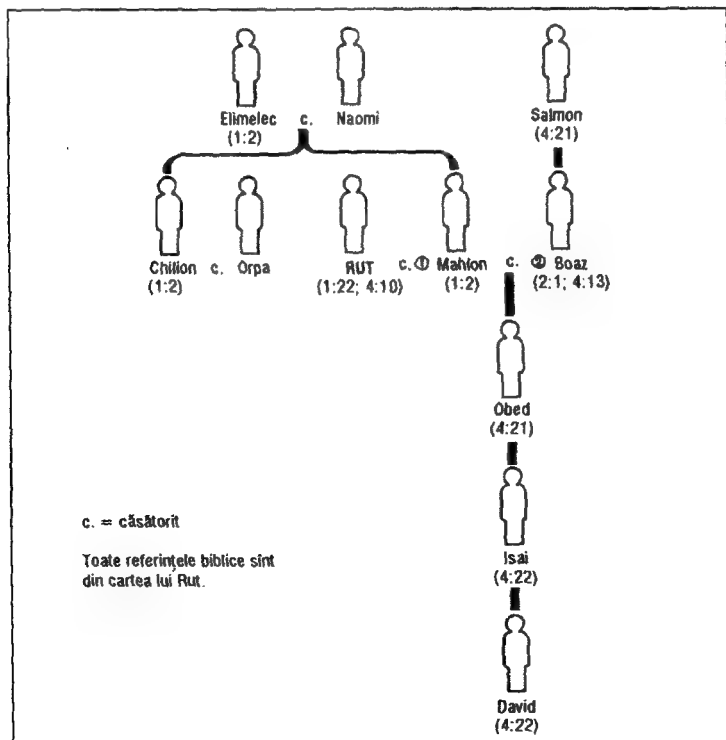 Elimelec c. Naomi Salmon
(1:2) (4:21)
Chilion c. Orpa RUT c. ① Mahlon c. ② Boaz
(1:2) (1:22; 4:10) (1:2) (2:1; 4:13)
Obed
(4:21)
c. = căsătorit
Toate referințele biblice sînt
din cartea lui Rut.
Isai
(4:22)
David
(4:22)